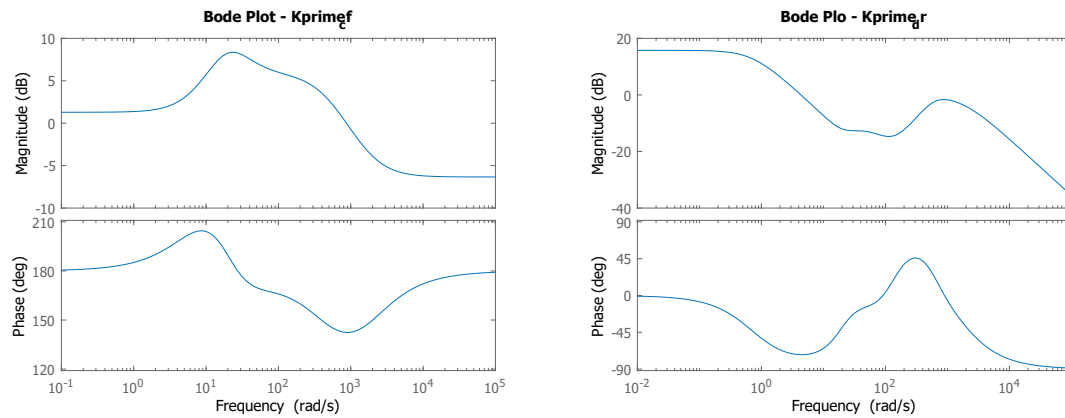 Bode Plot - Kprime_cf
10
5
0
-5
-10
Magnitude (dB)
210
180
150
120
Phase (deg)
10^-1 10^0 10^1 10^2 10^3 10^4 10^5
Frequency (rad/s)
Bode Plo - Kprime_dr
20
0
-20
-40
Magnitude (dB)
90
45
0
-45
-90
Phase (deg)
10^-2 10^0 10^2 10^4
Frequency (rad/s)